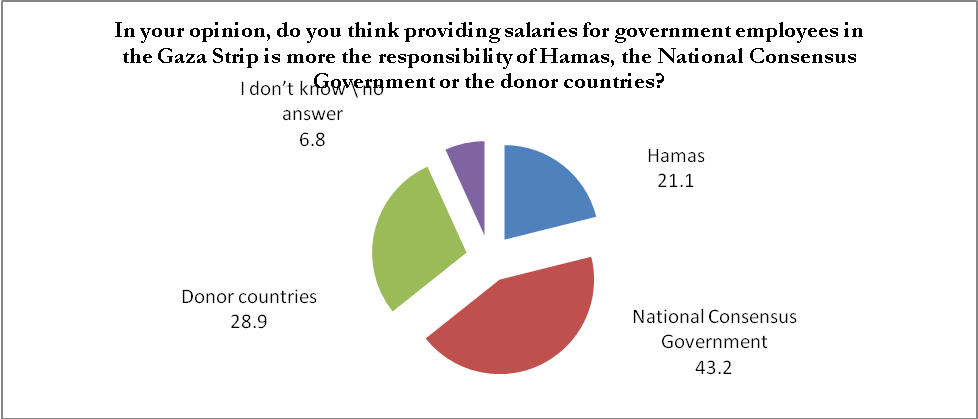 In your opinion, do you think providing salaries for government employees in
the Gaza Strip is more the responsibility of Hamas, the National Consensus
Government or the donor countries?
I don't know \ no
answer
6.8
Hamas
21.1
Donor countries
28.9
National Consensus
Government
43.2